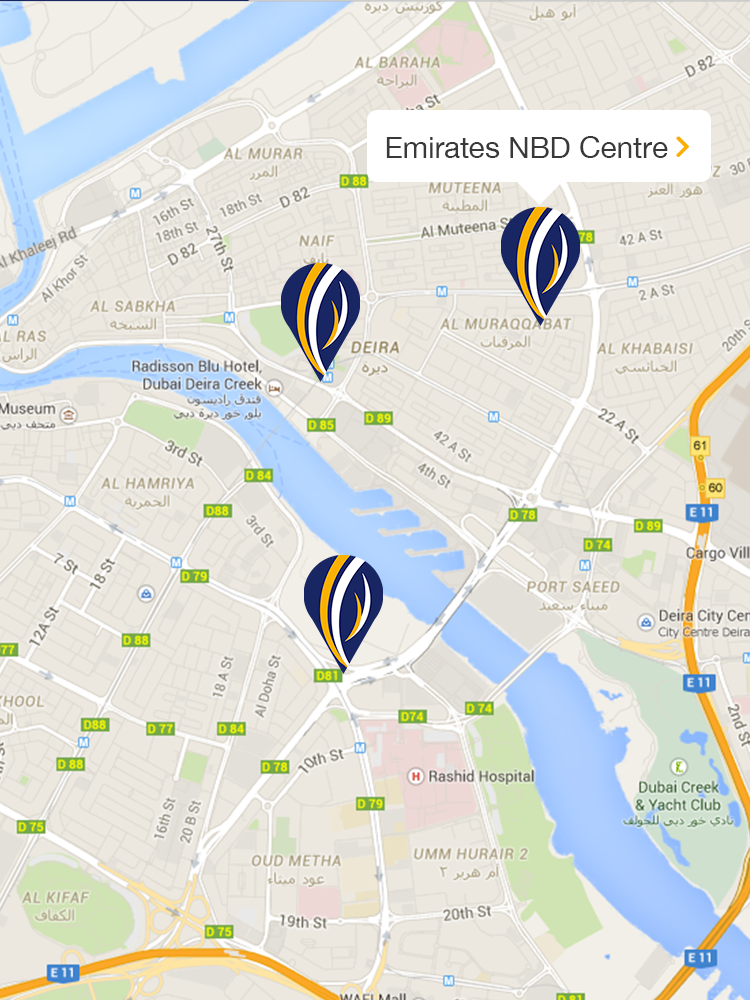 كورنيش ديرة
أبو هيل
AL BARAHA
البراحة
D 82
Emirates NBD Centre
AL MURAR
المرر
D 88
MUTEENA
المطينة
هور العنز
16th St
18th St
D 82
18th St
27th St
D 82
Al Khaleej Rd
Al Khor St
NAIF
نايف
Al Muteena St
78
42 A St
2 A St
AL SABKHA
السبخة
AL RAS
الراس
AL MURAQQABAT
المرقبات
DEIRA
ديرة
AL KHABAISI
الخبائسي
20th St
Radisson Blu Hotel,
Dubai Deira Creek
فندق راديسون
بلو، خور ديرة دبي
Museum
متحف دبي
D 85
D 89
22 A St
42 A St
4th St
3rd St
61
60
D 84
AL HAMRIYA
الحمرية
D88
3rd St
D 78
E 11
D 89
D 74
Cargo Vill
7 St
18 St
D 79
PORT SAEED
ميناء سعيد
Deira City Cen
City Centre Deira
12A St
D 88
77
18 A St
Al Doha St
D81
E 11
2nd St
D88
D 77
D 84
D74
D 74
D 88
D 78
10th St
Rashid Hospital
D 79
Dubai Creek
& Yacht Club
نادي خور دبي للجولف
D 75
16th St
20 B St
OUD METHA
عود ميثاء
UMM HURAIR 2
ام هرير ٢
AL KIFAF
الكفاف
D 75
19th St
20th St
E 11
E 11
WAFI Mall
D 81